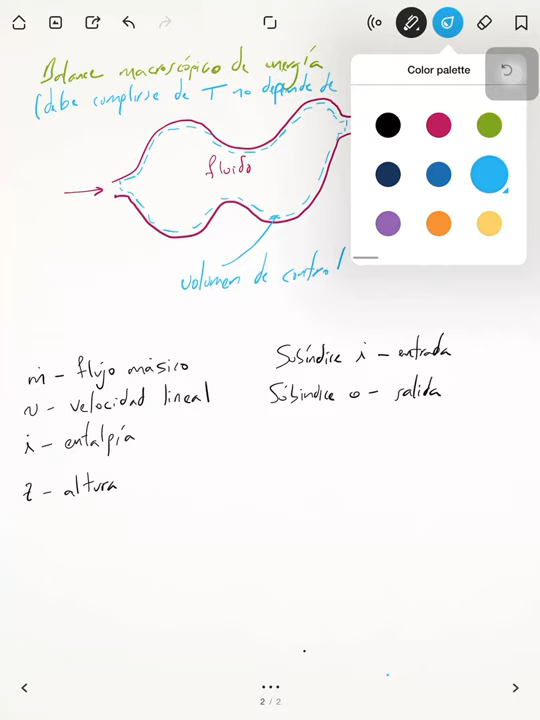 Balance macroscópico de energía
(debe cumplirse de T no depende de
Color palette
fluido
volumen de control
ṁ - flujo másico
v - velocidad lineal
i - entalpía
z - altura
Subíndice i - entrada
Súbindice o - salida
2 / 2